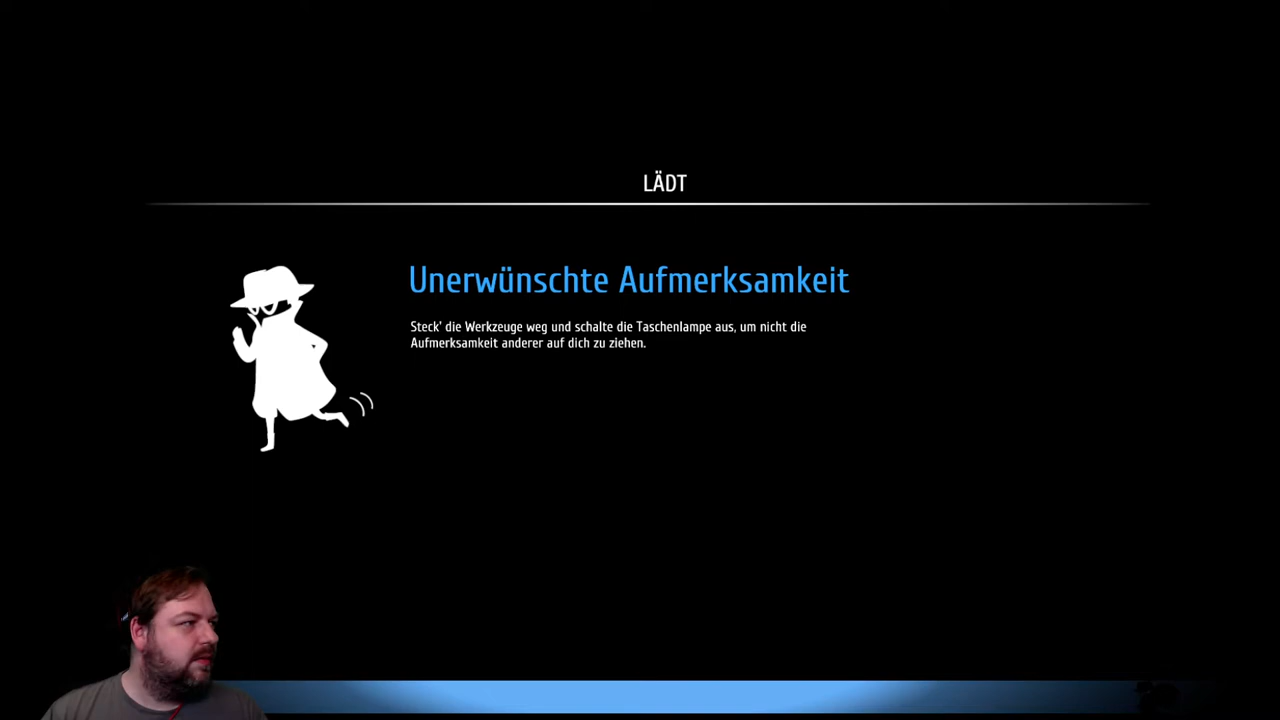 LÄDT
Unerwünschte Aufmerksamkeit
Steck' die Werkzeuge weg und schalte die Taschenlampe aus, um nicht die
Aufmerksamkeit anderer auf dich zu ziehen.